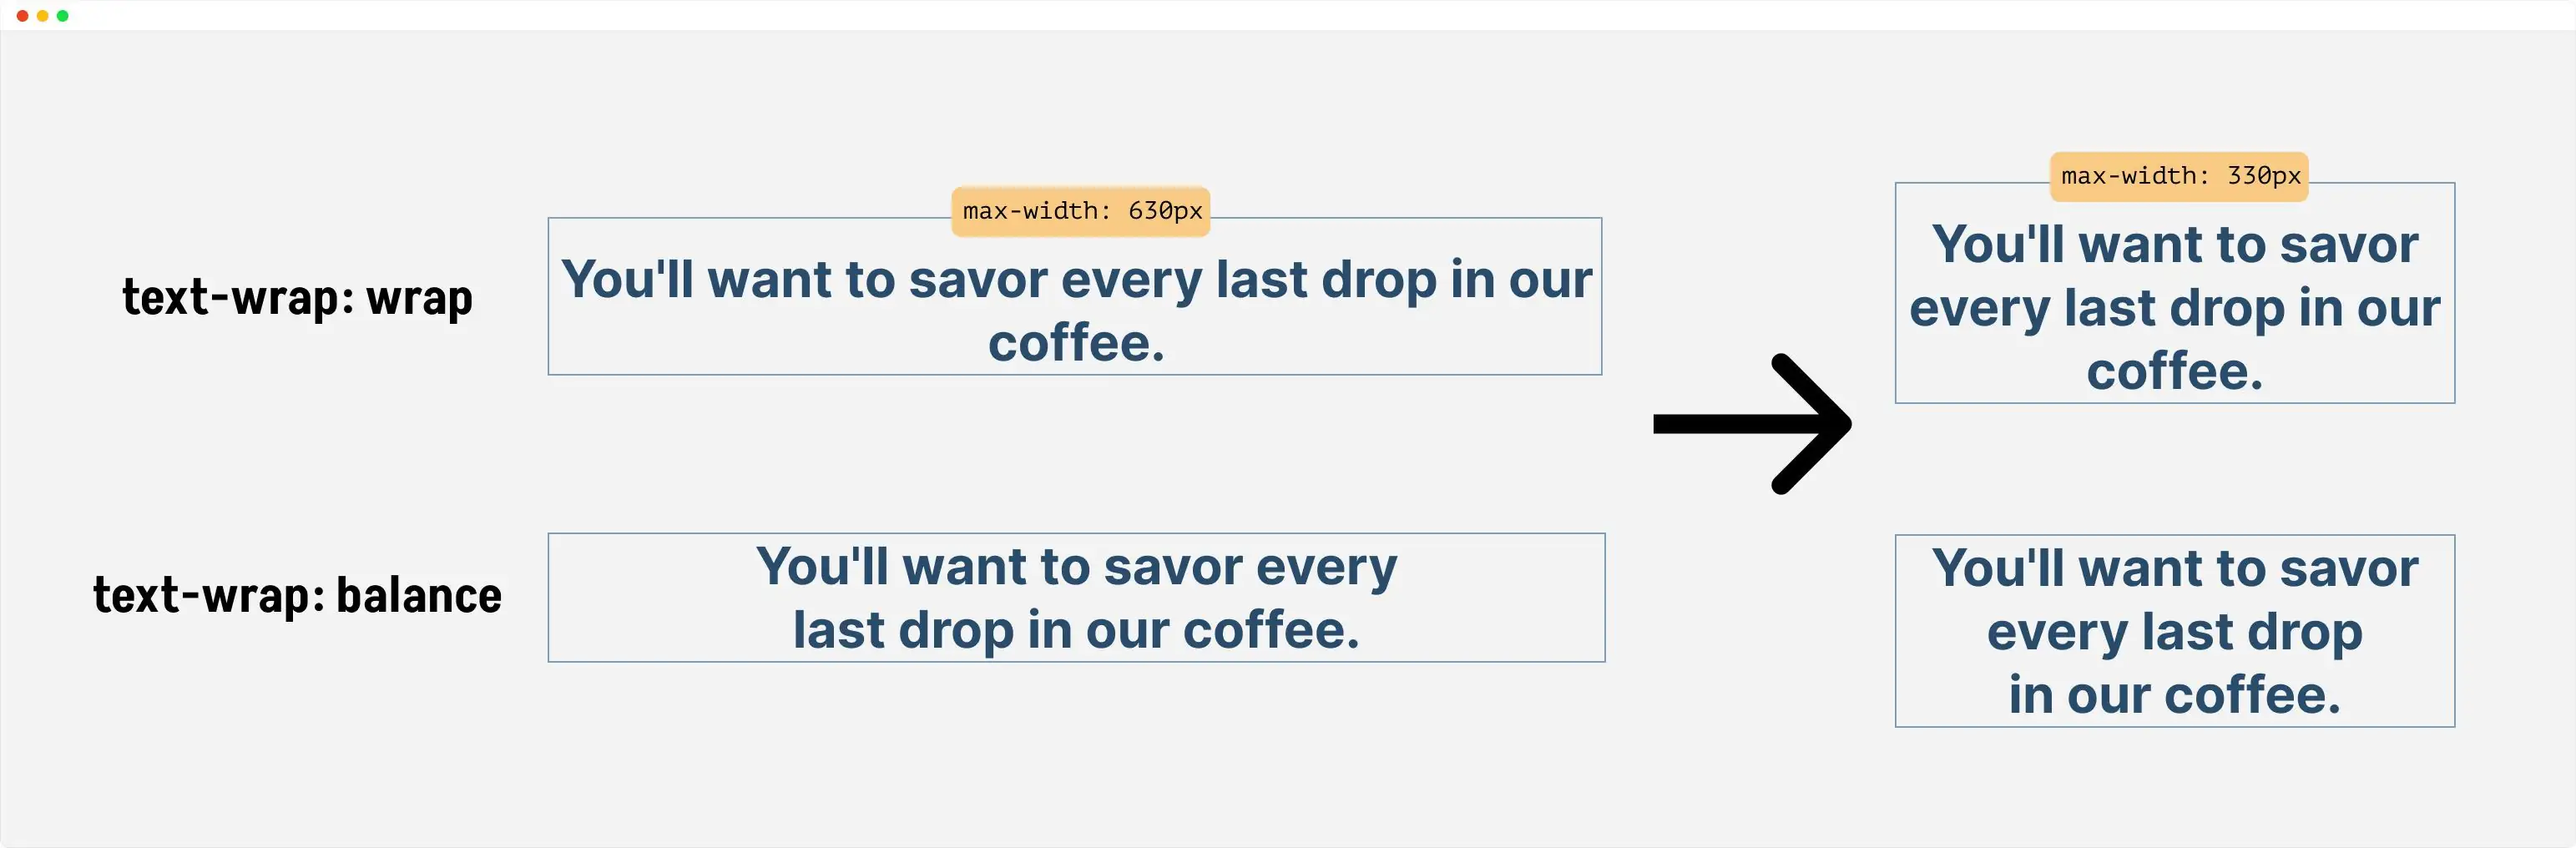 text-wrap: wrap
max-width: 630px
You'll want to savor every last drop in our
coffee.
max-width: 330px
You'll want to savor
every last drop in our
coffee.
text-wrap: balance
You'll want to savor every
last drop in our coffee.
You'll want to savor
every last drop
in our coffee.